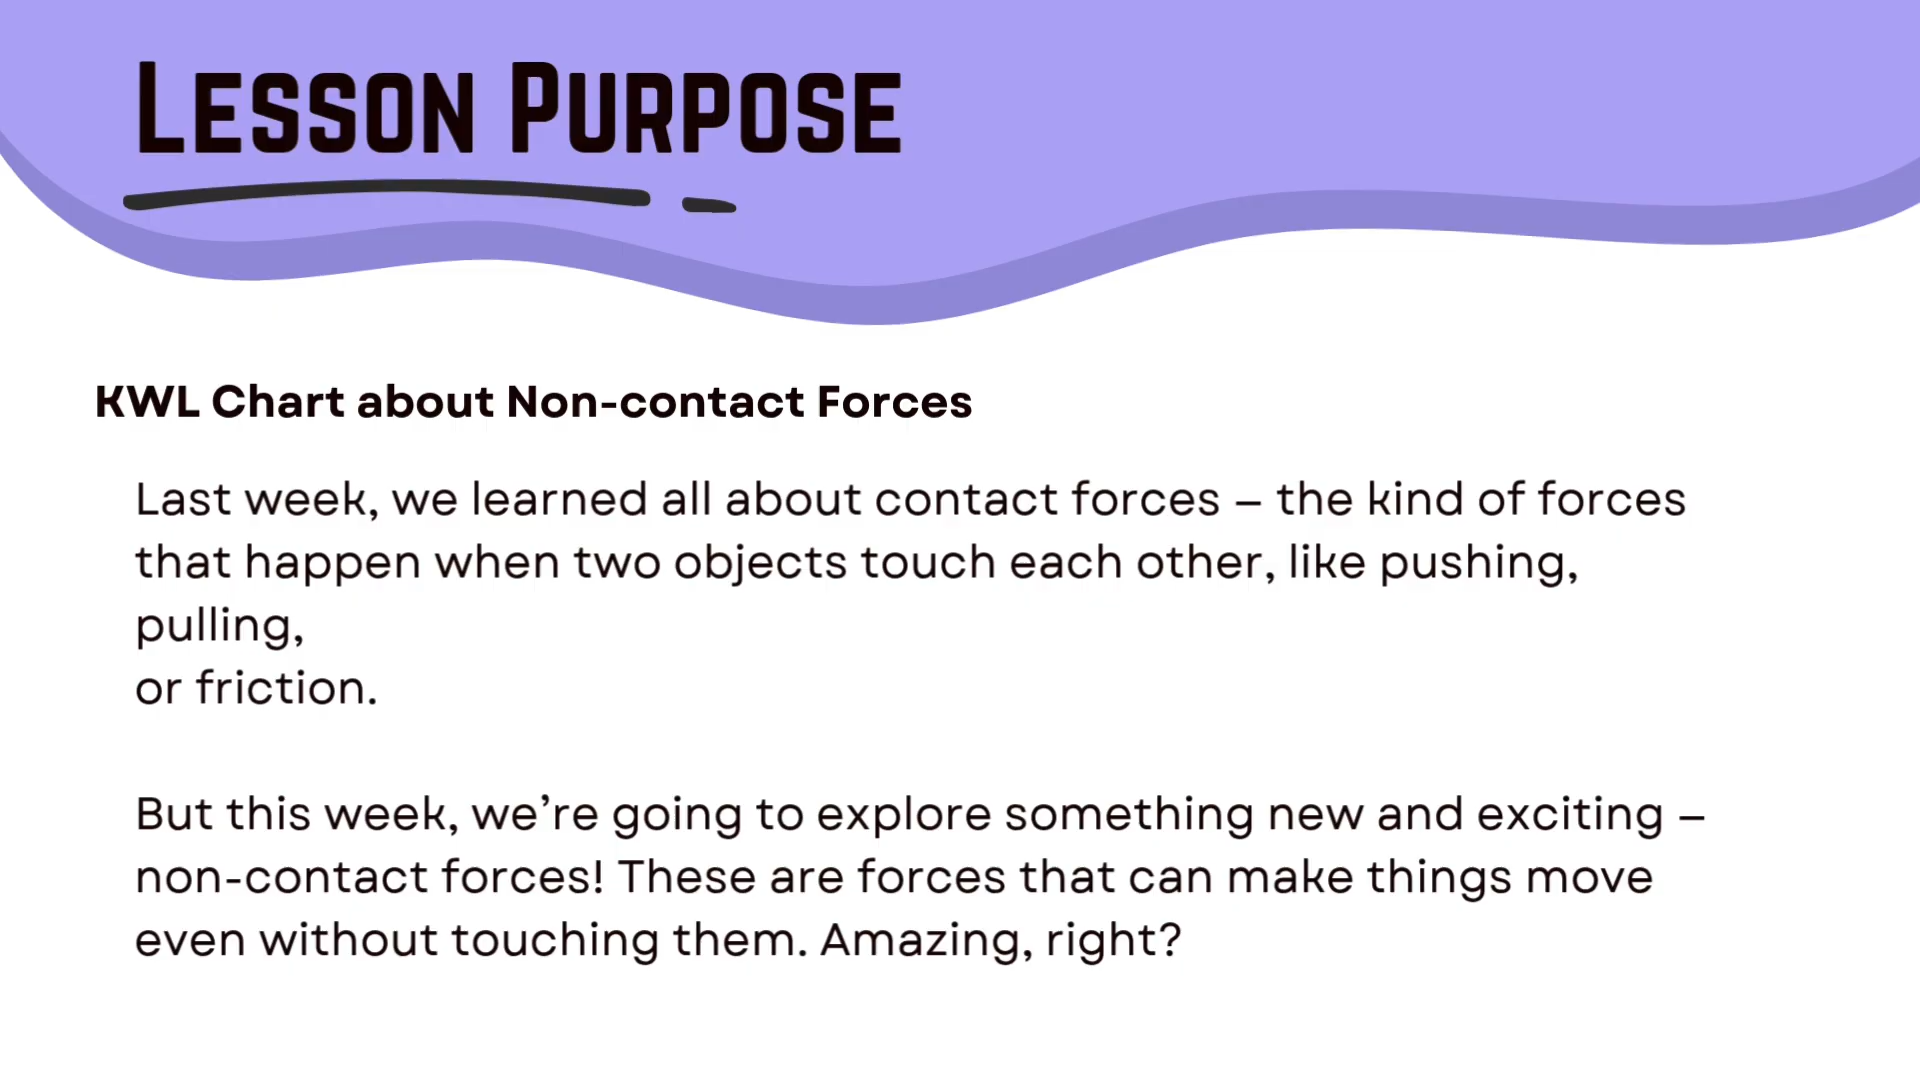 Lesson Purpose
KWL Chart about Non-contact Forces
Last week, we learned all about contact forces – the kind of forces
that happen when two objects touch each other, like pushing,
pulling,
or friction.
But this week, we’re going to explore something new and exciting –
non-contact forces! These are forces that can make things move
even without touching them. Amazing, right?